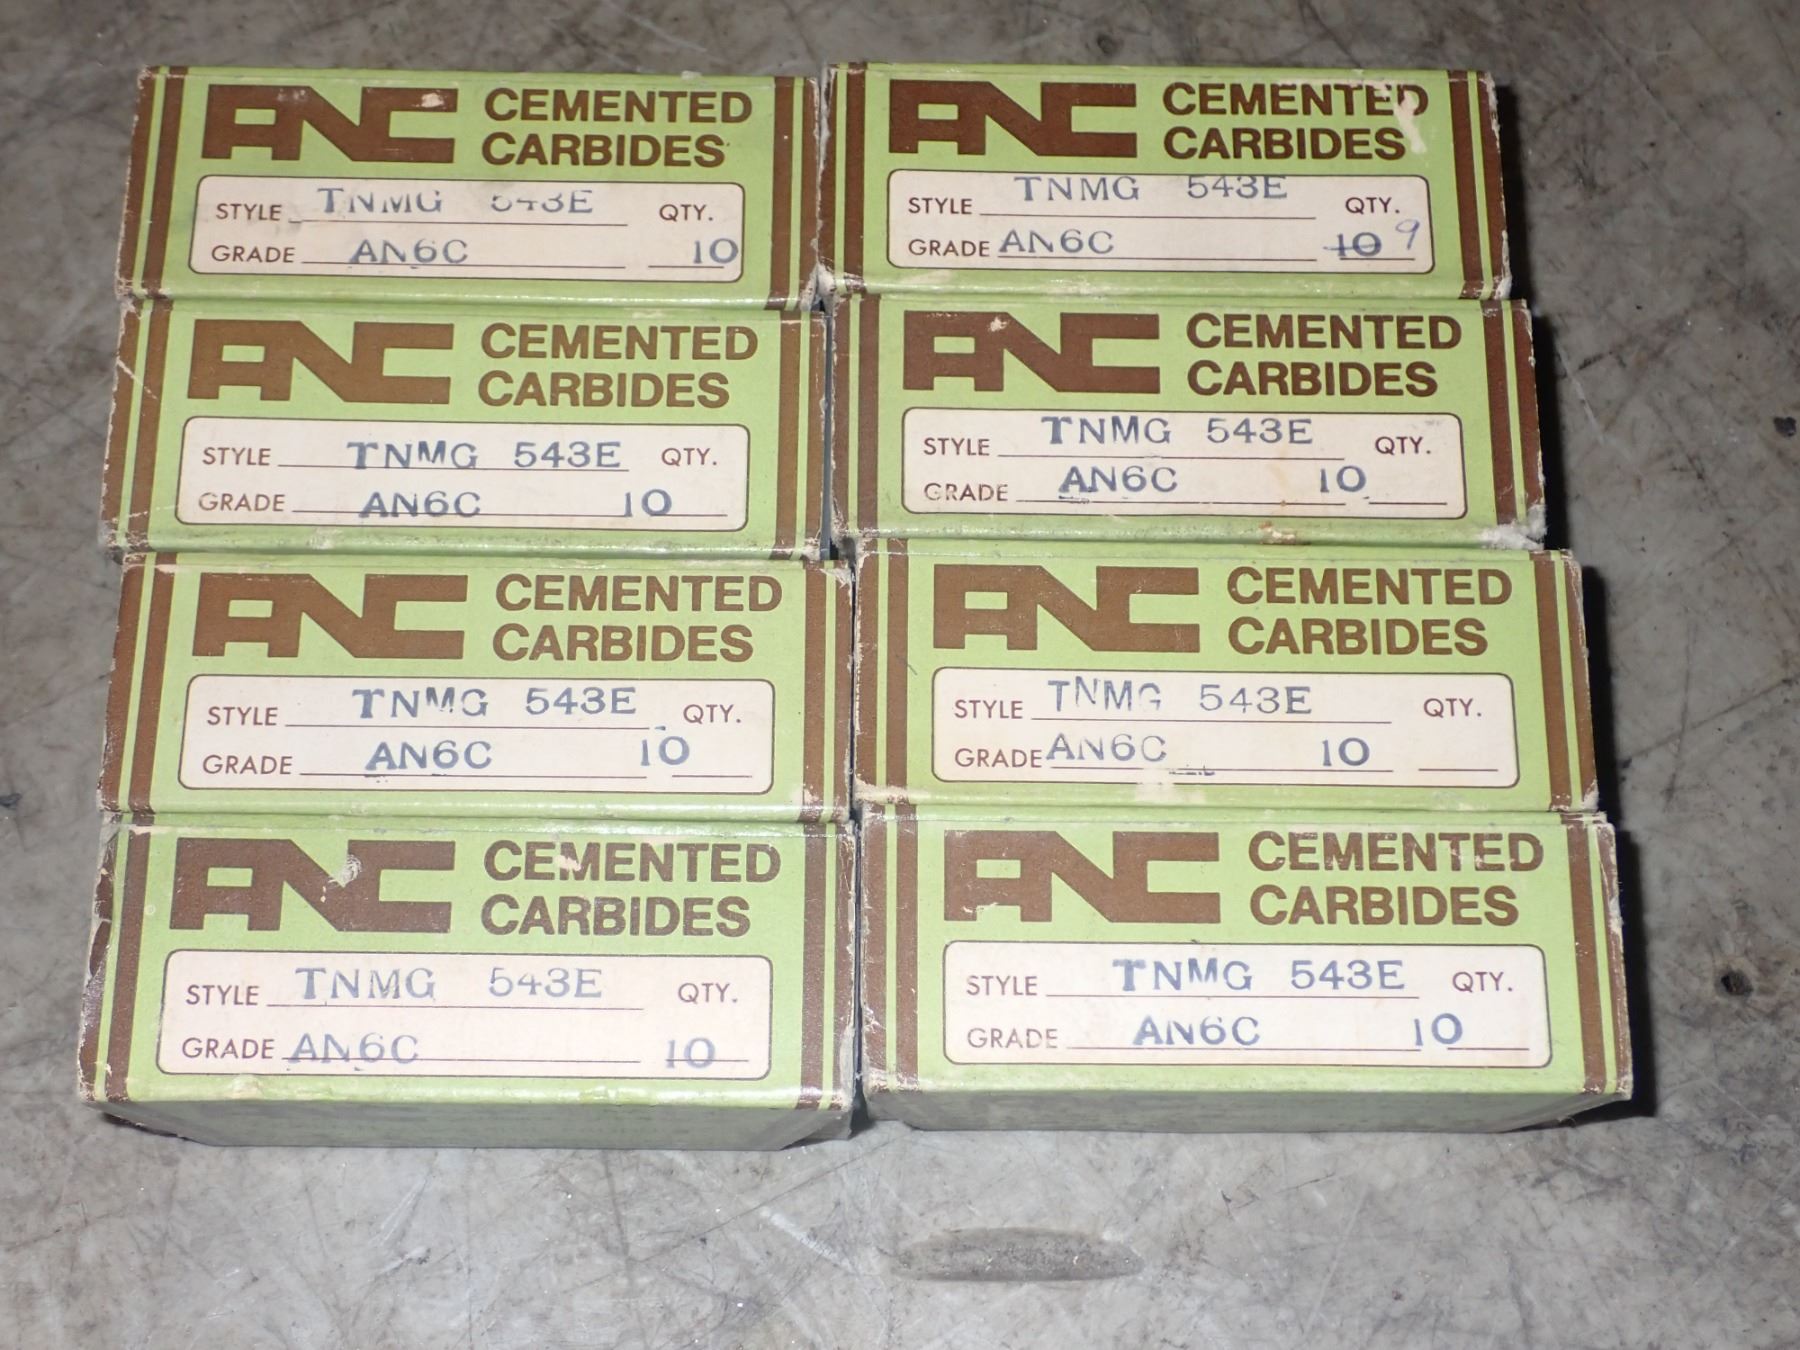 ANC CEMENTED
CARBIDES
STYLE TNMG 543E QTY.
GRADE AN6C 10
ANC CEMENTED
CARBIDES
STYLE TNMG 543E QTY.
GRADE AN6C 10 9
ANC CEMENTED
CARBIDES
STYLE TNMG 543E QTY.
GRADE AN6C 10
ANC CEMENTED
CARBIDES
STYLE TNMG 543E QTY.
GRADE AN6C 10
ANC CEMENTED
CARBIDES
STYLE TNMG 543E QTY.
GRADE AN6C 10
ANC CEMENTED
CARBIDES
STYLE TNMG 543E QTY.
GRADE AN6C 10
ANC CEMENTED
CARBIDES
STYLE TNMG 543E QTY.
GRADE AN6C 10
ANC CEMENTED
CARBIDES
STYLE TNMG 543E QTY.
GRADE AN6C 10